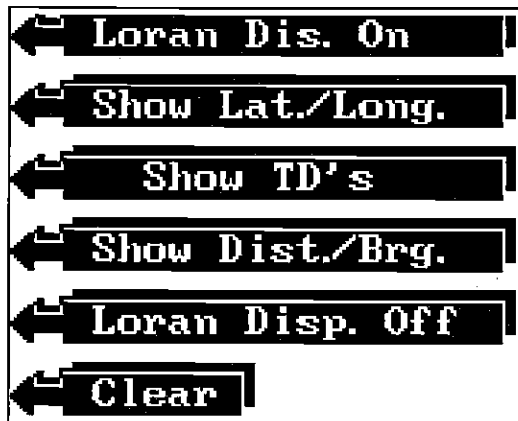 Loran Dis. On
Show Lat./Long.
Show TD's
Show Dist./Brg.
Loran Disp. Off
Clear